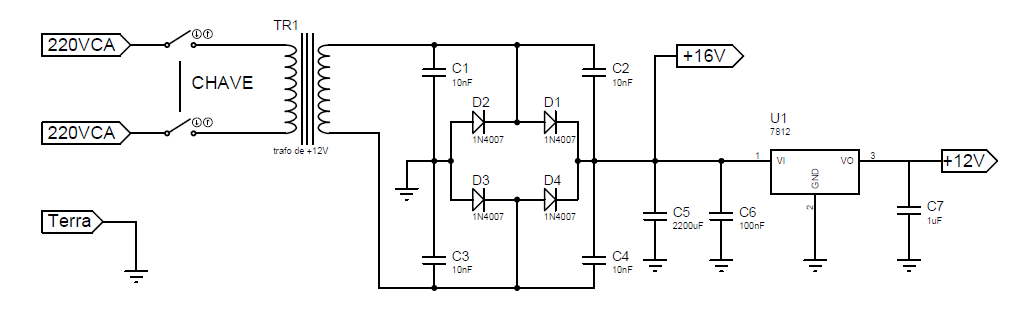 TR1
220VCA
+16V
C1
10nF
C2
10nF
CHAVE
D2
D1
1N4007
1N4007
U1
7812
220VCA
trafo de +12V
1
VI
VO
3
+12V
GND
2
D3
D4
1N4007
1N4007
Terra
C5
2200uF
C6
100nF
C7
1uF
C3
10nF
C4
10nF